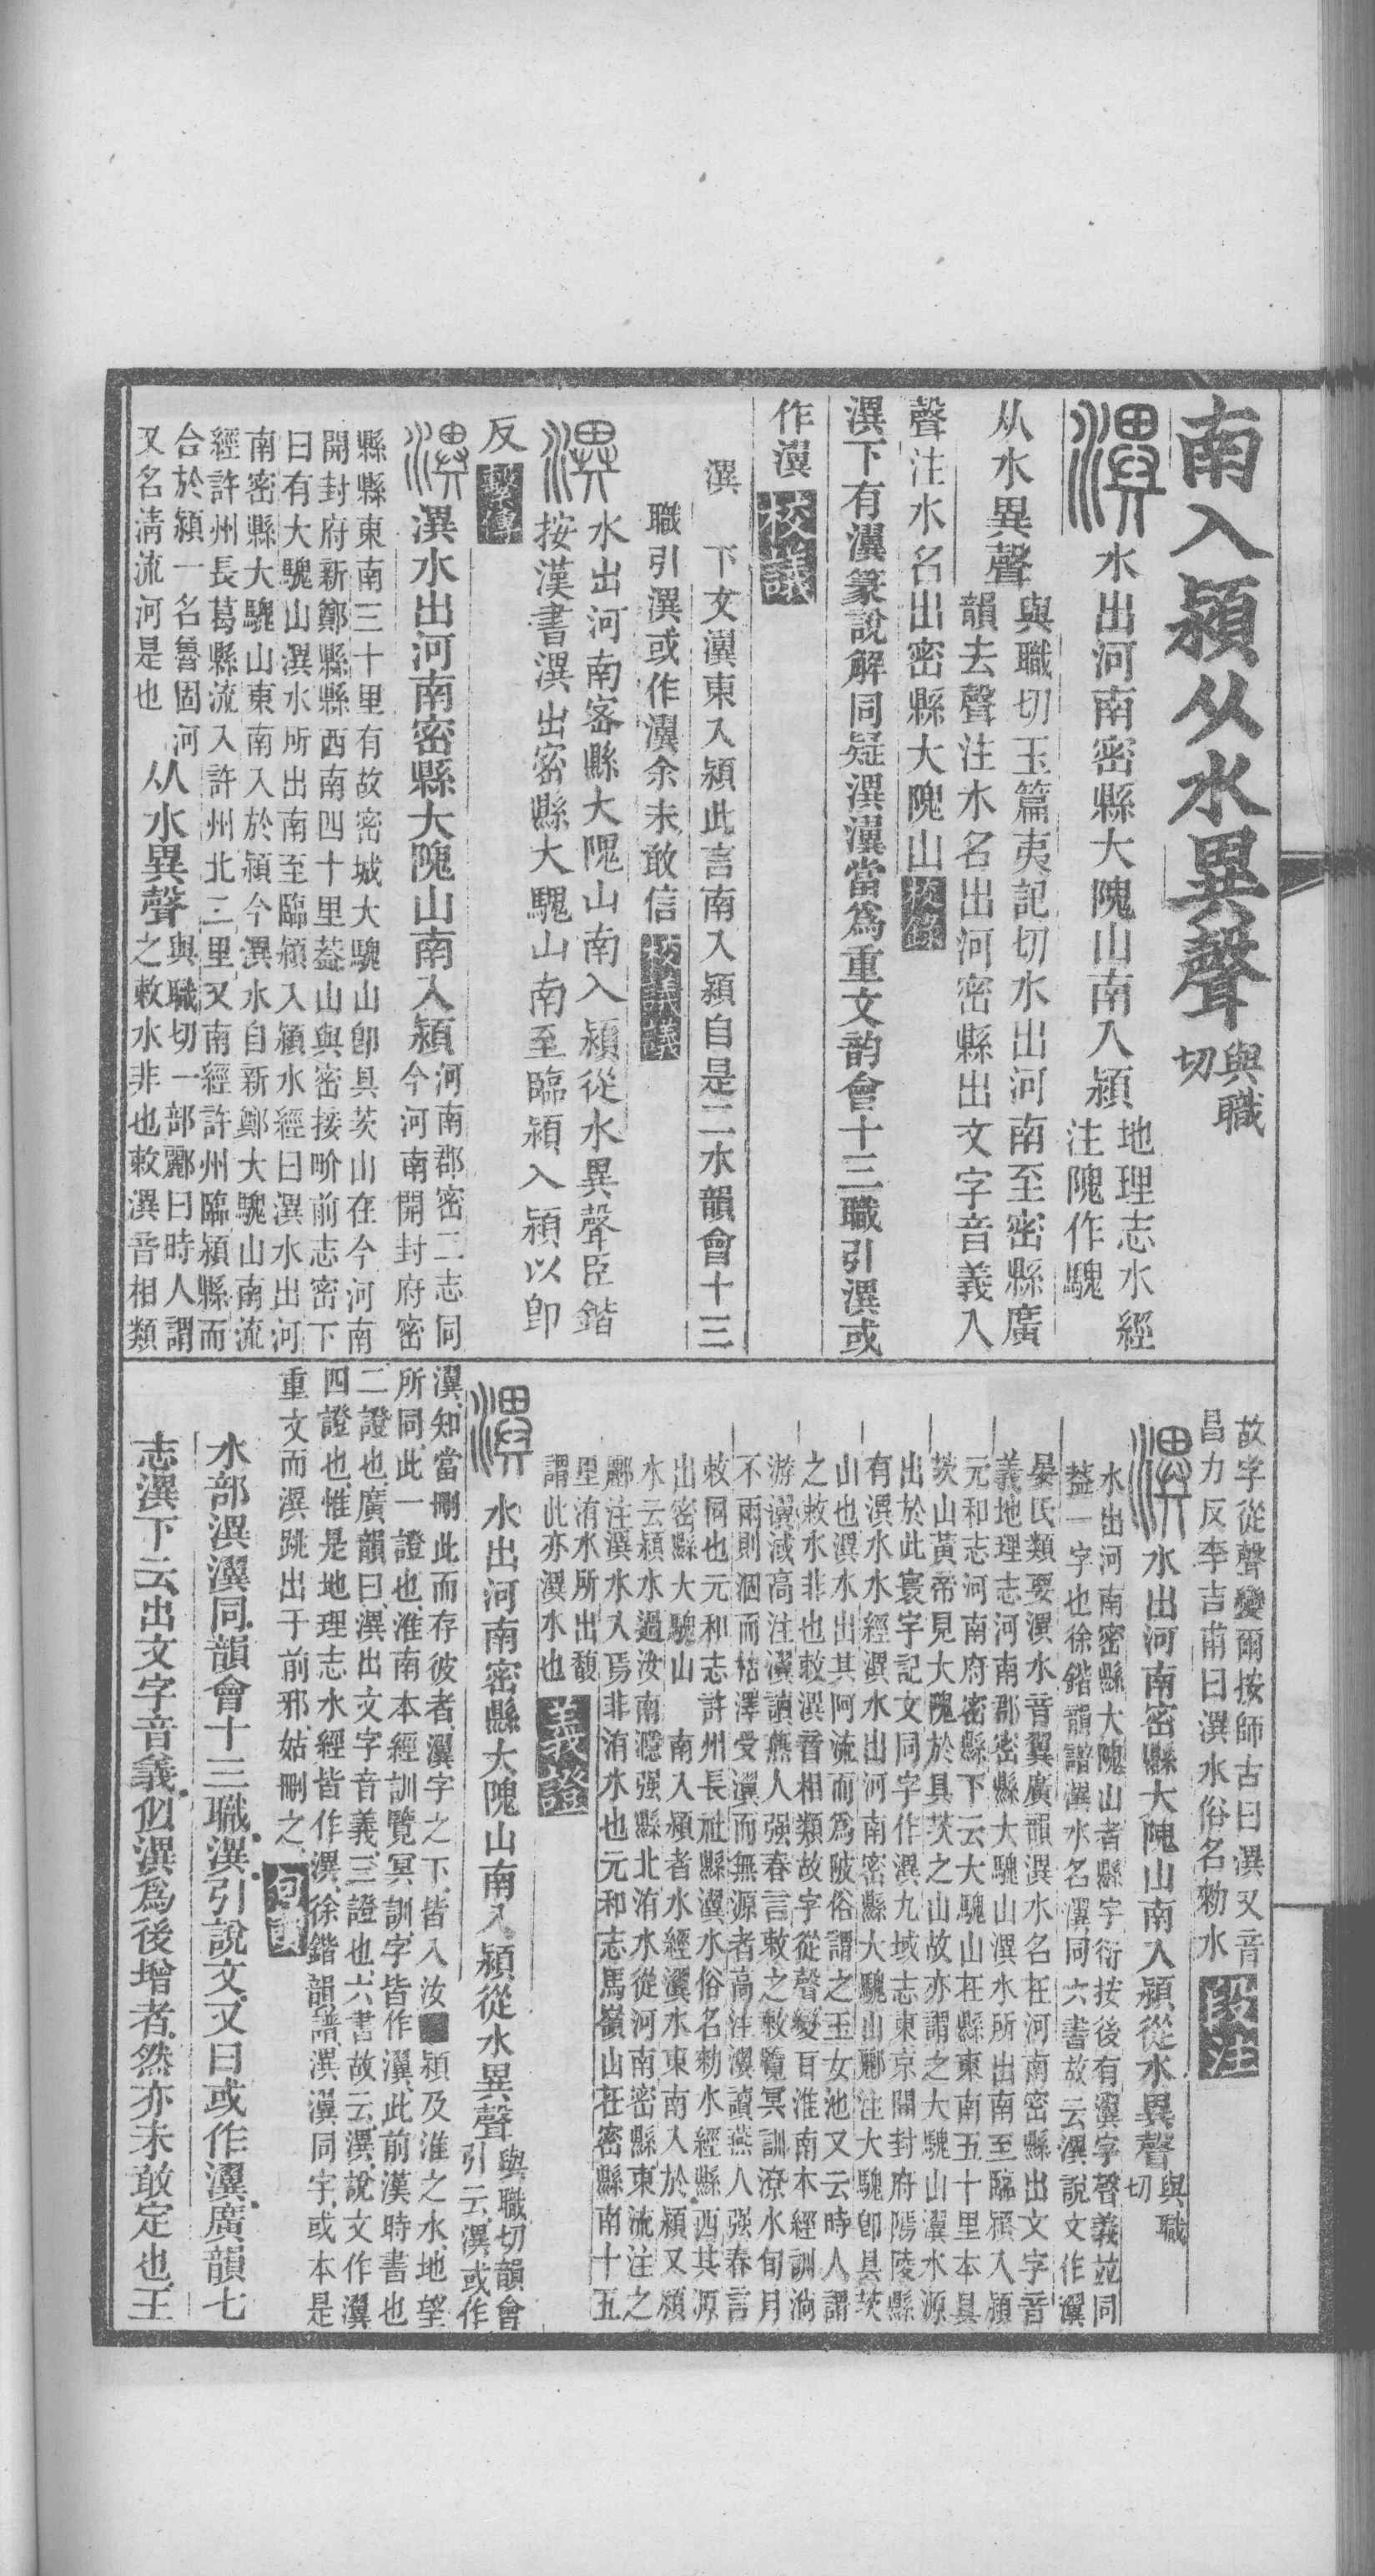 南入潁从水異聲與職
切
水出河南密縣大隗山南入潁地理志水經
注隗作騩
从水異聲與職切玉篇夷記切水出河南至密縣廣
韻去聲注水名出河密縣出文字音義入
聲注水名出密縣大隗山校錄
潩下有瀷篆說解同疑潩瀷當為重文韵會十三職引潩或
作瀷校議
潩 下文瀷東入潁此言南入潁自是二水韻會十三
職引潩或作瀷余未敢信校議議
水出河南密縣大隗山南入潁從水異聲臣鍇
按漢書潩出密縣大騩山南至臨潁入潁以卽
反繫傳
潩水出河南密縣大隗山南入潁河南郡密二志同
今河南開封府密
縣縣東南三十里有故密城大騩山卽具茨山在今河南
開封府新鄭縣縣西南四十里葢山與密接畍前志密下
曰有大騩山潩水所出南至臨潁入潁水經曰潩水出河
南密縣大騩山東南入於潁今潩水自新鄭大騩山南流
經許州長葛縣流入許州北二里又南經許州臨潁縣而
合於潁一名魯固河
又名淸流河是也
从水異聲與職切一部酈曰時人謂
之敕水非也敕潩音相類
故字從聲變爾按師古曰潩又音
昌力反李吉甫曰潩水俗名勑水段注
水出河南密縣大隗山南入潁從水異聲與職
切
水出河南密縣大隗山者縣字衍按後有瀷字聲義竝同
葢一字也徐鍇韻譜潩水名瀷同六書故云潩說文作瀷
晏氏類要潩水音翼廣韻潩水名在河南密縣出文字音
義地理志河南郡密縣大騩山潩水所出南至臨潁入潁
元和志河南府密縣下云大騩山在縣東南五十里本具
茨山黃帝見大隗於具茨之山故亦謂之大騩山瀷水源
出於此寰宇記文同字作潩九域志東京開封府陽陵縣
有潩水水經潩水出河南密縣大騩山酈注大騩卽具茨
山也潩水出其阿流而為陂俗謂之玉女池又云時人謂
之敕水非也敕潩音相類故字從聲變耳淮南本經訓淌
游瀷淢高注瀷讀燕人强春言敕之敕覽冥訓潦水旬月
不雨則涸而枯澤受瀷而無源者高注瀷讀燕人强春言
敕同也元和志許州長社縣瀷水俗名勑水經縣西其源
出密縣大騩山 南入潁者水經潩水東南入於潁又潁
水云潁水過汝南㶏强縣北洧水從河南密縣東流注之
酈注潩水入焉非洧水也元和志馬嶺山在密縣南十五
里洧水所出馥
謂此亦潩水也義證
水出河南密縣大隗山南入潁從水異聲與職切韻會
引云潩或作
瀷知當刪此而存彼者瀷字之下皆入汝■潁及淮之水地望
所同此一證也淮南本經訓覽冥訓字皆作瀷此前漢時書也
二證也廣韻曰潩出文字音義三證也六書故云潩說文作瀷
四證也惟是地理志水經皆作潩徐鍇韻譜潩瀷同字或本是
重文而潩跳出于前邪姑刪之句讀
水部潩瀷同韻會十三職潩引說文又曰或作瀷廣韻七
志潩下云出文字音義似潩為後增者然亦未敢定也王